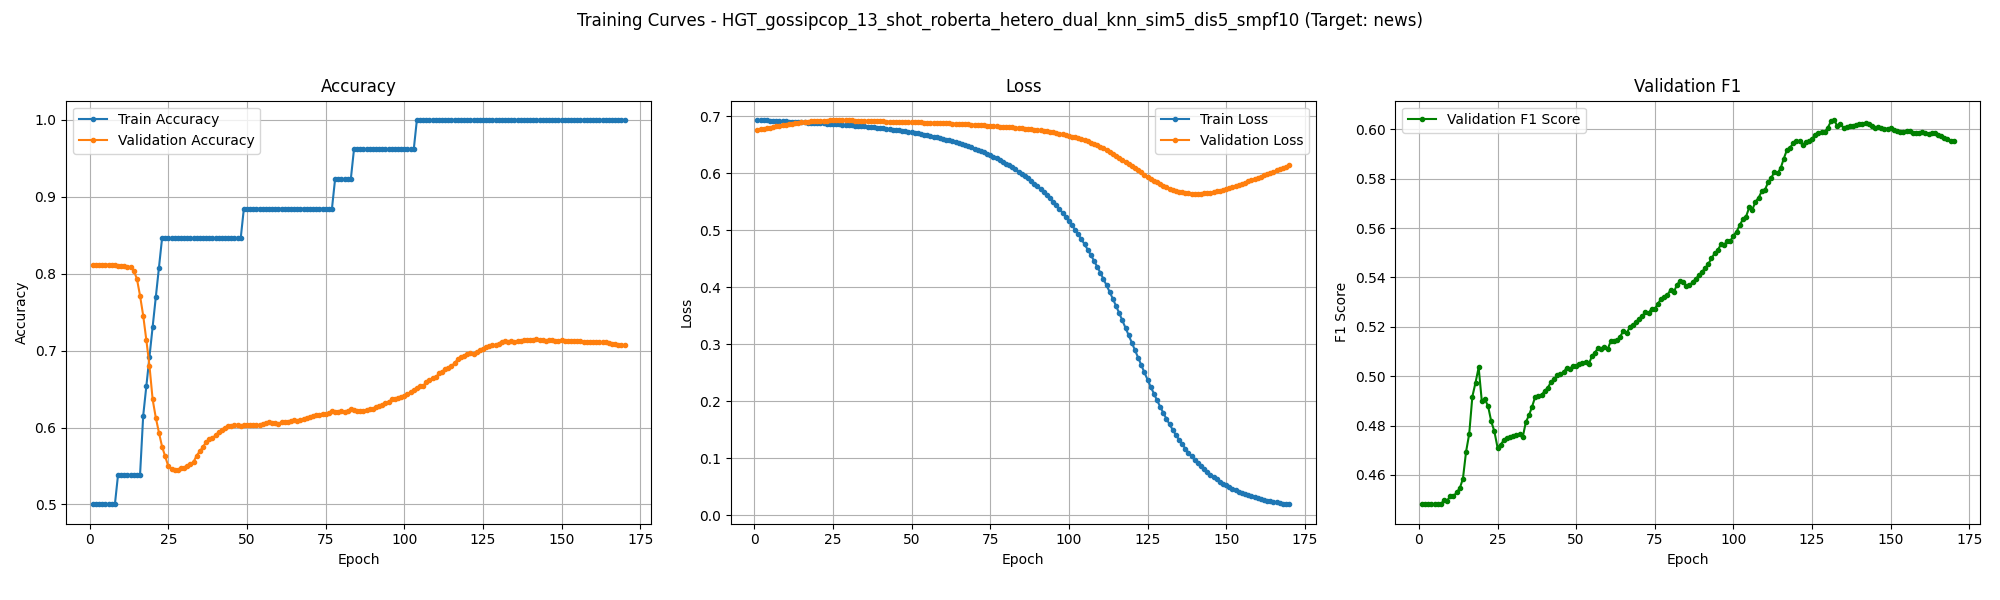 Training Curves - HGT_gossipcop_13_shot_roberta_hetero_dual_knn_sim5_dis5_smpf10 (Target: news)
Accuracy
Train Accuracy
Validation Accuracy
1.0
0.9
0.8
0.7
0.6
0.5
Accuracy
0 25 50 75 100 125 150 175
Epoch
Loss
Train Loss
Validation Loss
0.7
0.6
0.5
0.4
0.3
0.2
0.1
0.0
Loss
0 25 50 75 100 125 150 175
Epoch
Validation F1
Validation F1 Score
0.60
0.58
0.56
0.54
0.52
0.50
0.48
0.46
F1 Score
0 25 50 75 100 125 150 175
Epoch